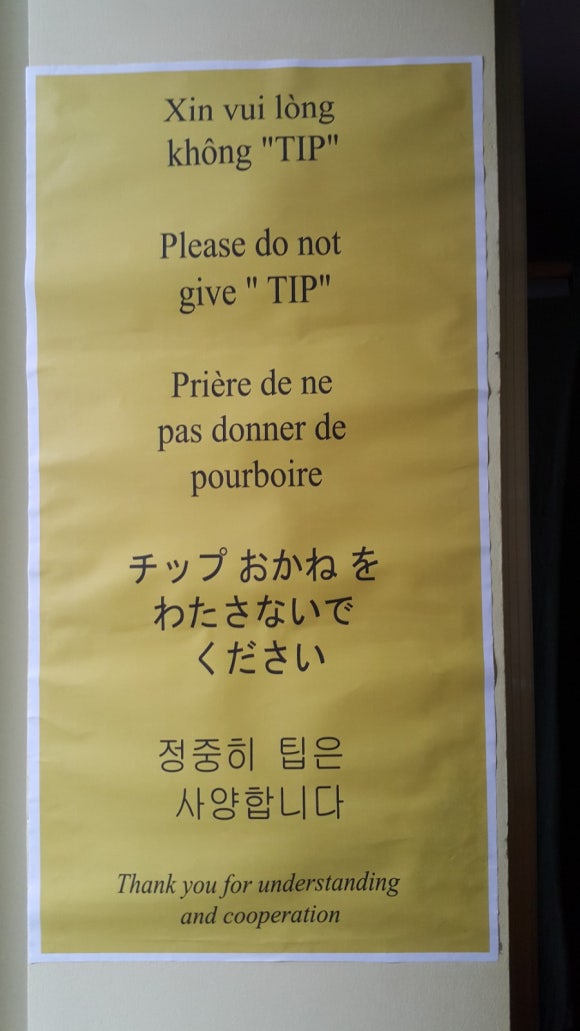 Xin vui lòng
không "TIP"
Please do not
give " TIP"
Prière de ne
pas donner de
pourboire
チップ おかね を
わたさないで
ください
정중히 팁은
사양합니다
Thank you for understanding
and cooperation